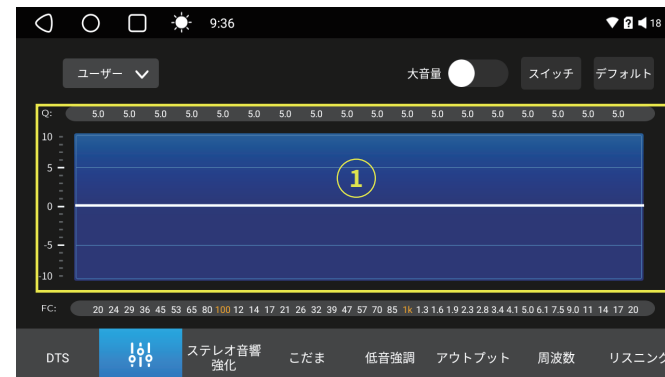 9:36 18
ユーザー 大音量 スイッチ デフォルト
Q: 5.0 5.0 5.0 5.0 5.0 5.0 5.0 5.0 5.0 5.0 5.0 5.0 5.0 5.0 5.0 5.0 5.0 5.0
10
5
1
0
-5
-10
FC: 20 24 29 36 45 53 65 80 100 12 14 17 21 26 32 39 47 57 70 85 1k 1.3 1.6 1.9 2.3 2.8 3.4 4.1 5.0 6.1 7.5 9.0 11 14 17 20
DTS ステレオ音響 こだま 低音強調 アウトプット 周波数 リスニング
強化